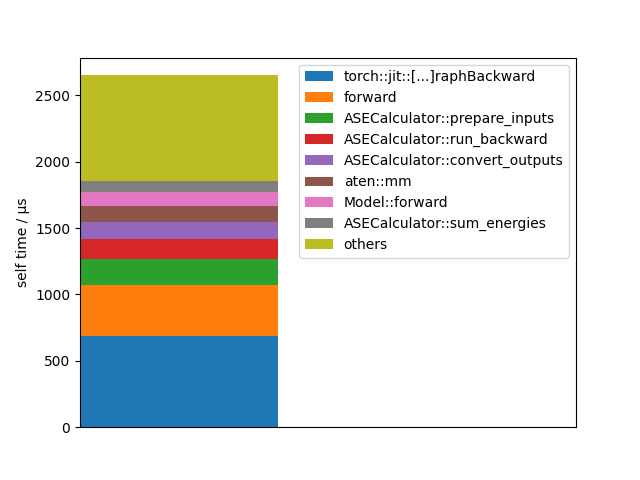 2500
2000
1500
1000
500
0
self time / µs
torch::jit::[...]raphBackward
forward
ASECalculator::prepare_inputs
ASECalculator::run_backward
ASECalculator::convert_outputs
aten::mm
Model::forward
ASECalculator::sum_energies
others